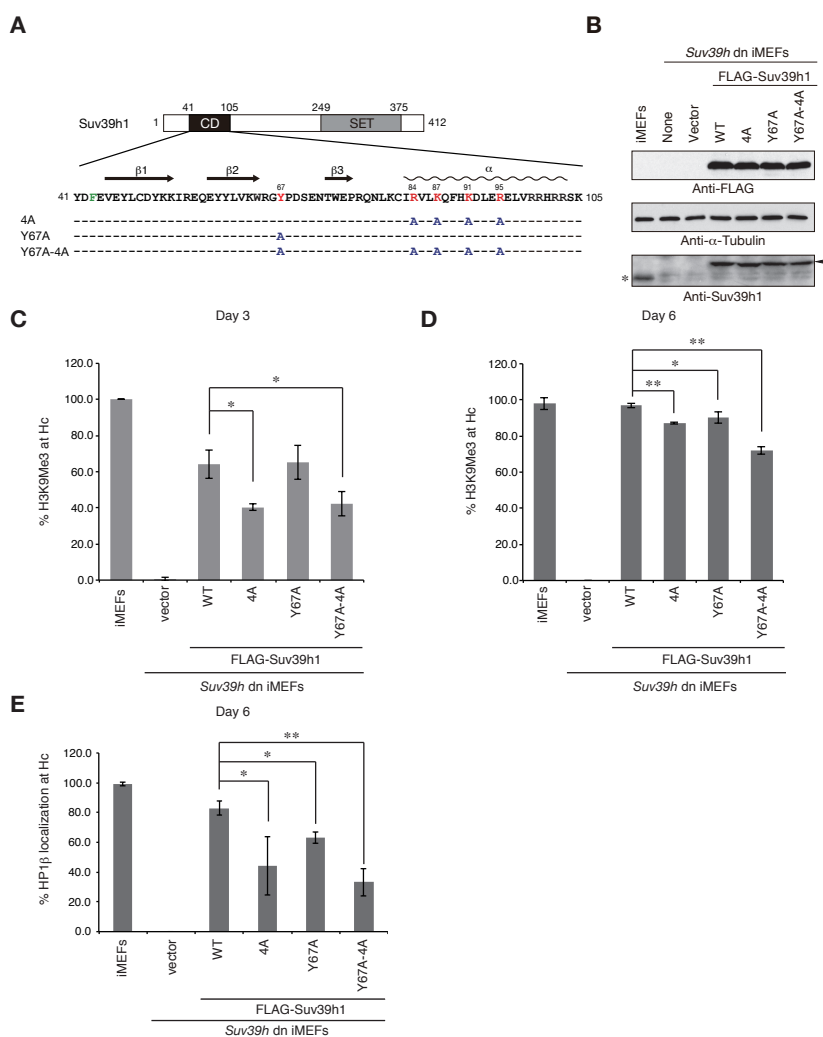 A
Suv39h1
1
41
105
249
375
412
CD
SET
β1
β2
β3
α
67
84
87
91
95
41 YDFEVEYLCDYKKIREQEYYLVKWRGYPDSENTWEPRQNLKCIRVLKQFHKDLERELVRRHRRSK 105
4A ---A--A---A---A---
Y67A ---A---
Y67A-4A ---A---A--A---A---A---
B
Suv39h dn iMEFs
FLAG-Suv39h1
iMEFs
None
Vector
WT
4A
Y67A
Y67A-4A
Anti-FLAG
Anti-α-Tubulin
*
Anti-Suv39h1
C
Day 3
120.0
100.0
80.0
60.0
40.0
20.0
0.0
% H3K9Me3 at Hc
*
*
iMEFs
vector
WT
4A
Y67A
Y67A-4A
FLAG-Suv39h1
Suv39h dn iMEFs
D
Day 6
120.0
100.0
80.0
60.0
40.0
20.0
0.0
% H3K9Me3 at Hc
**
*
**
iMEFs
vector
WT
4A
Y67A
Y67A-4A
FLAG-Suv39h1
Suv39h dn iMEFs
E
Day 6
120.0
100.0
80.0
60.0
40.0
20.0
0.0
% HP1β localization at Hc
**
*
*
iMEFs
vector
WT
4A
Y67A
Y67A-4A
FLAG-Suv39h1
Suv39h dn iMEFs